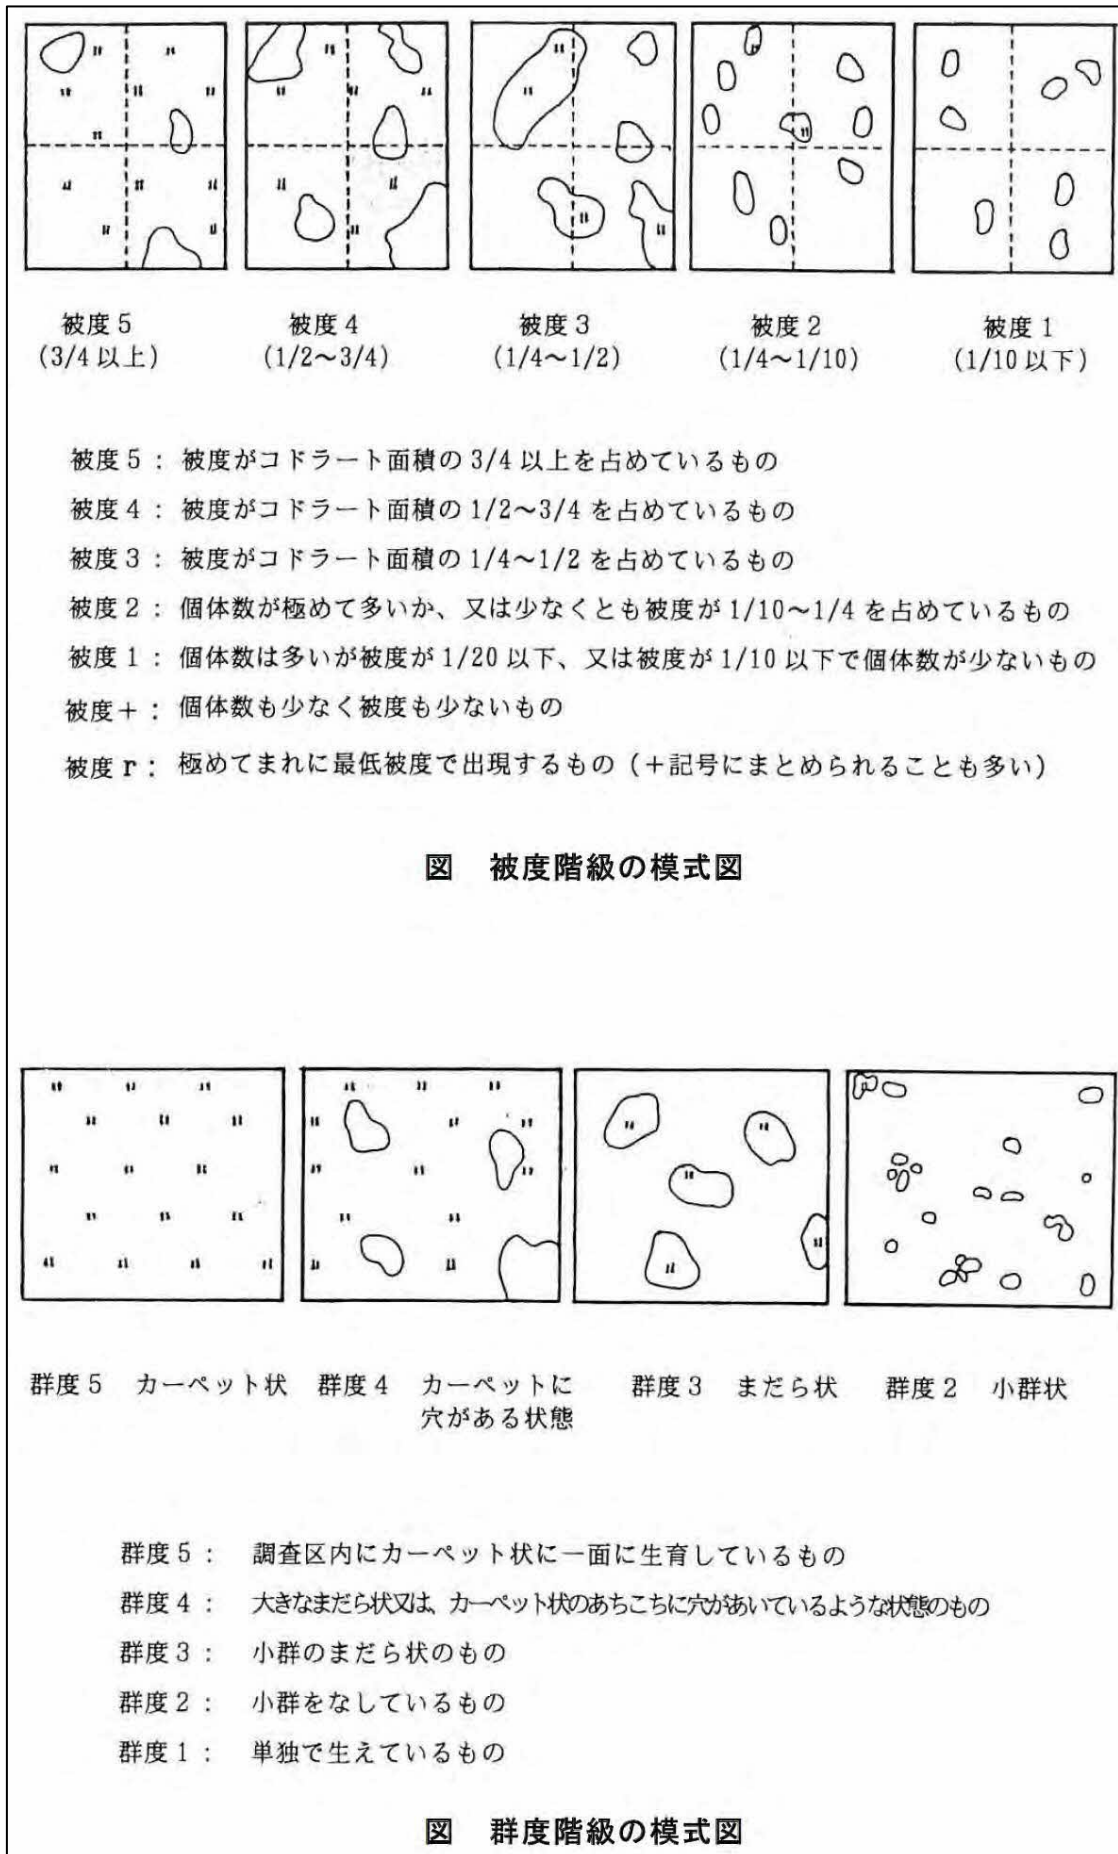 被度5
(3/4 以上)
被度4
(1/2~3/4)
被度3
(1/4~1/2)
被度2
(1/4~1/10)
被度1
(1/10 以下)
被度5: 被度がコドラート面積の 3/4 以上を占めているもの
被度4: 被度がコドラート面積の 1/2~3/4 を占めているもの
被度3: 被度がコドラート面積の 1/4~1/2 を占めているもの
被度2: 個体数が極めて多いか、又は少なくとも被度が 1/10~1/4 を占めているもの
被度1: 個体数は多いが被度が 1/20 以下、又は被度が 1/10 以下で個体数が少ないもの
被度+: 個体数も少なく被度も少ないもの
被度r: 極めてまれに最低被度で出現するもの (+記号にまとめられることも多い)
図 被度階級の模式図
群度5 カーペット状
群度4 カーペットに
穴がある状態
群度3 まだら状
群度2 小群状
群度5: 調査区内にカーペット状に一面に生育しているもの
群度4: 大きなまだら状又は、カーペット状のあちこちに穴があいているような状態のもの
群度3: 小群のまだら状のもの
群度2: 小群をなしているもの
群度1: 単独で生えているもの
図 群度階級の模式図